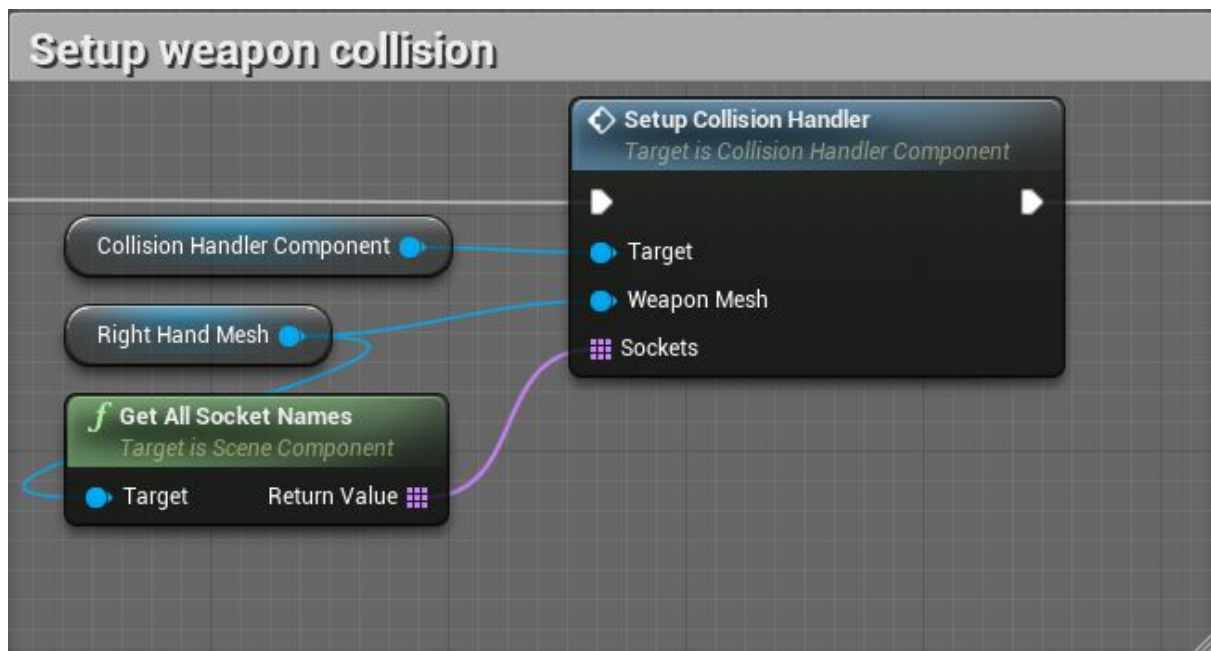 Setup weapon collision
Setup Collision Handler
Target is Collision Handler Component
Collision Handler Component
Target
Right Hand Mesh
Weapon Mesh
Sockets
f Get All Socket Names
Target is Scene Component
Target Return Value